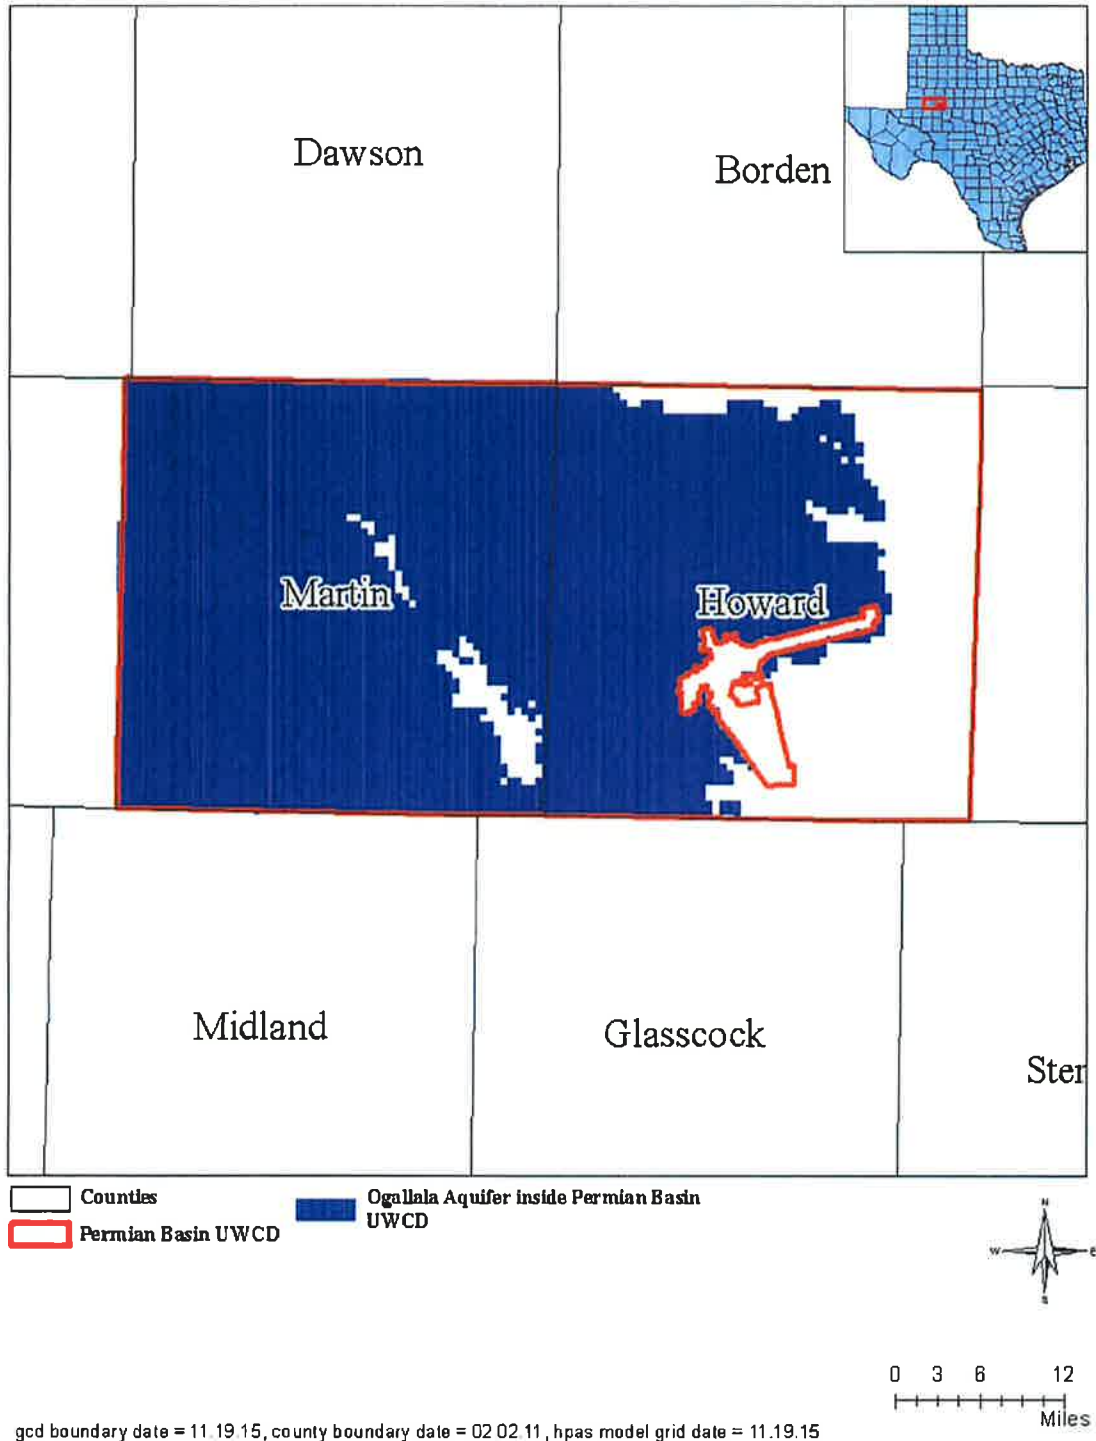 Dawson
Borden
Martin
Howard
Midland
Glasscock
Ster
Counties
Permian Basin UWCD
Ogallala Aquifer inside Permian Basin
UWCD
N
W
E
S
0 3 6 12
Miles
gcd boundary date = 11.19.15, county boundary date = 02.02.11, hpas model grid date = 11.19.15